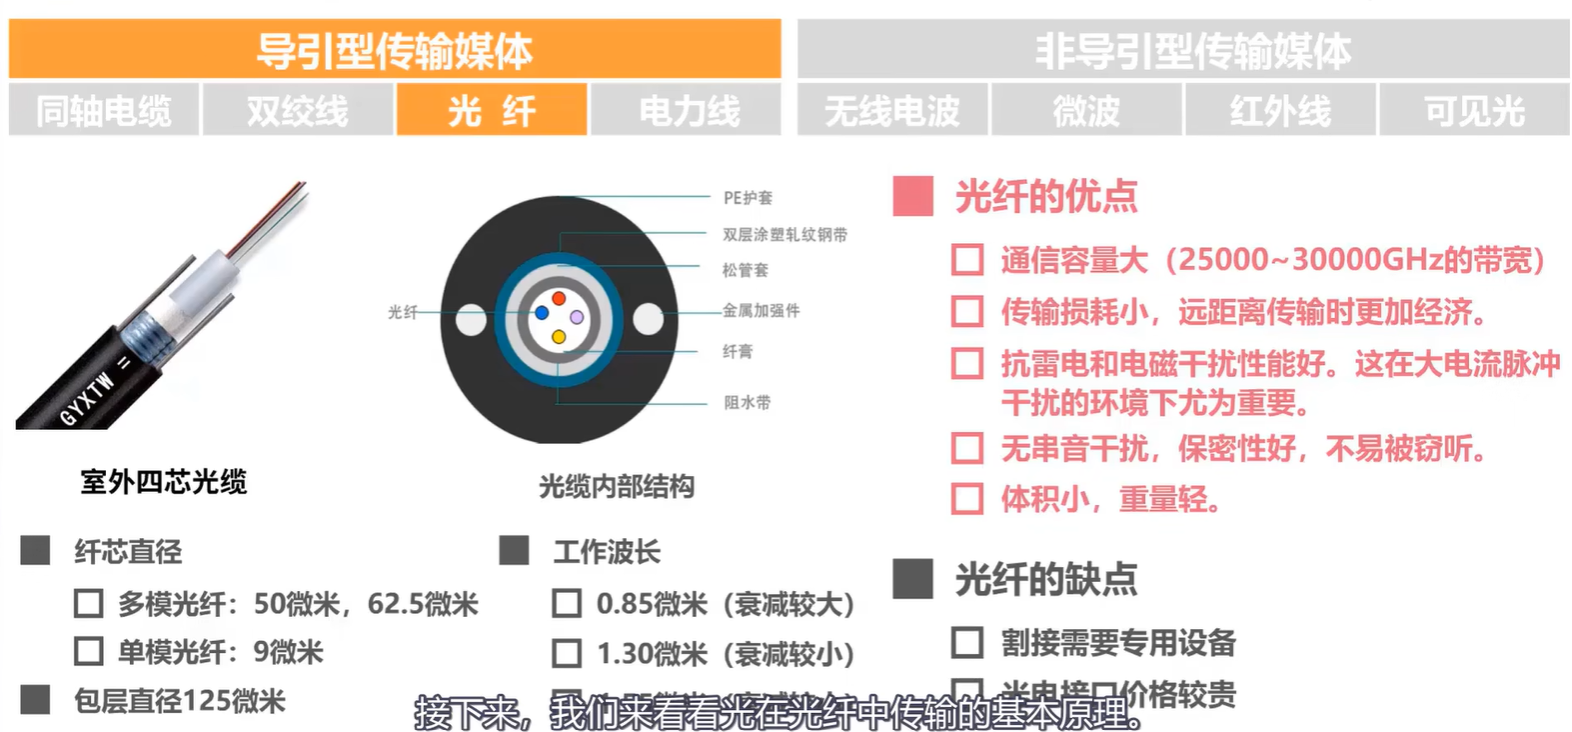 导引型传输媒体
非导引型传输媒体
同轴电缆
双绞线
光 纤
电力线
无线电波
微波
红外线
可见光
GYXTW
室外四芯光缆
光纤
PE护套
双层涂塑轧纹钢带
松管套
金属加强件
纤膏
阻水带
光缆内部结构
纤芯直径
多模光纤：50微米，62.5微米
单模光纤：9微米
包层直径125微米
工作波长
0.85微米（衰减较大）
1.30微米（衰减较小）
光纤的优点
通信容量大（25000~30000GHz的带宽）
传输损耗小，远距离传输时更加经济。
抗雷电和电磁干扰性能好。这在大电流脉冲
干扰的环境下尤为重要。
无串音干扰，保密性好，不易被窃听。
体积小，重量轻。
光纤的缺点
割接需要专用设备
光电接口价格较贵
接下来，我们来看看光在光纤中传输的基本原理。